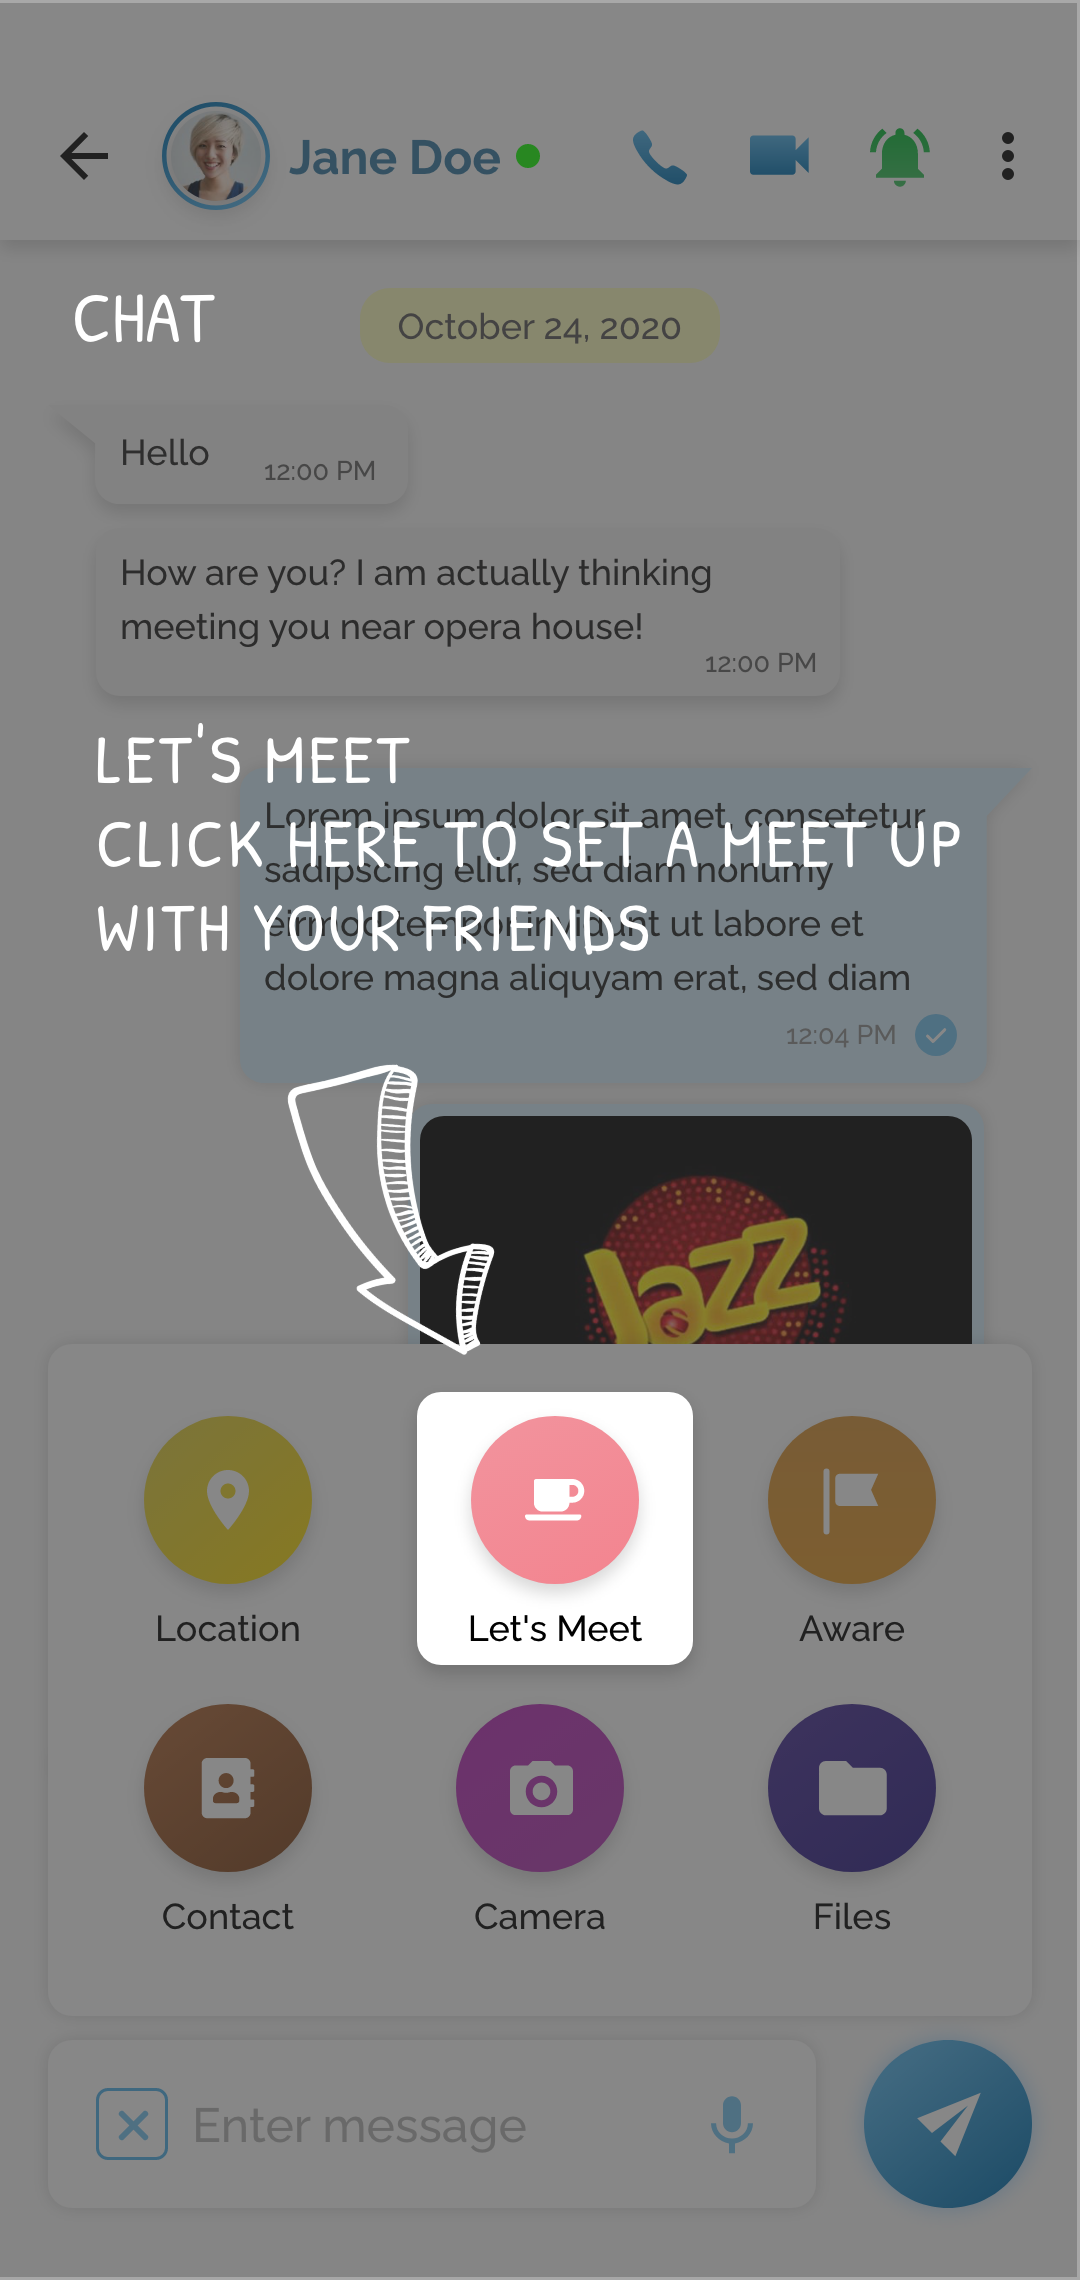 Jane Doe
CHAT
October 24, 2020
Hello
12:00 PM
How are you? I am actually thinking
meeting you near opera house!
12:00 PM
LET'S MEET
CLICK HERE TO SET A MEET UP
WITH YOUR FRIENDS
Lorem ipsum dolor sit amet, consetetur
sadipscing elitr, sed diam nonumy
eirmod tempor invidunt ut labore et
dolore magna aliquyam erat, sed diam
12:04 PM
Jazz
Location
Let's Meet
Aware
Contact
Camera
Files
Enter message